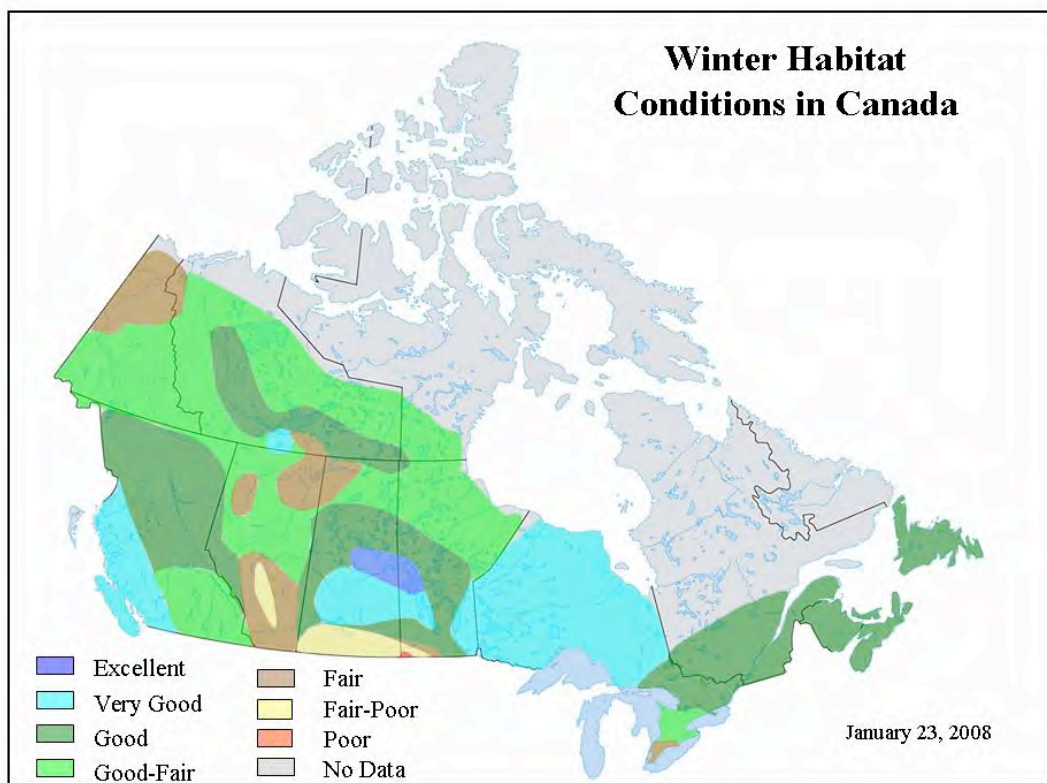 Winter Habitat
Conditions in Canada
Excellent
Very Good
Good
Good-Fair
Fair
Fair-Poor
Poor
No Data
January 23, 2008